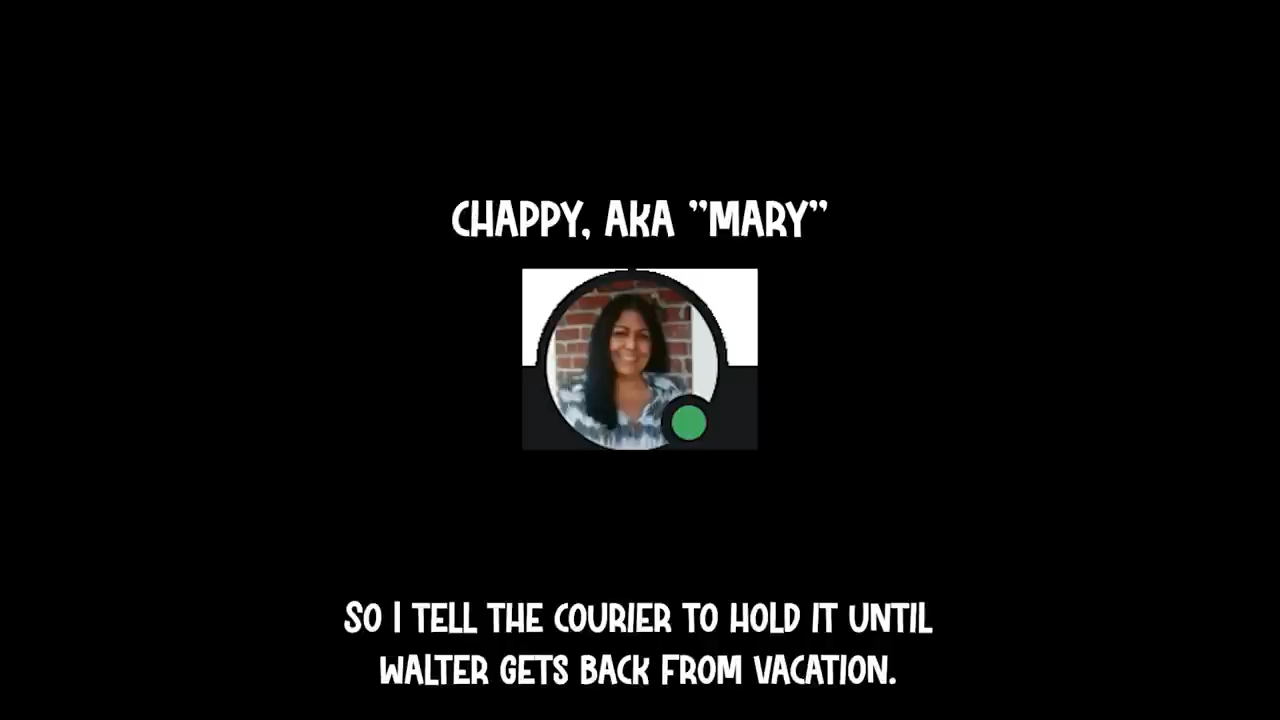 CHAPPY, AKA "MARY"
SO I TELL THE COURIER TO HOLD IT UNTIL
WALTER GETS BACK FROM VACATION.